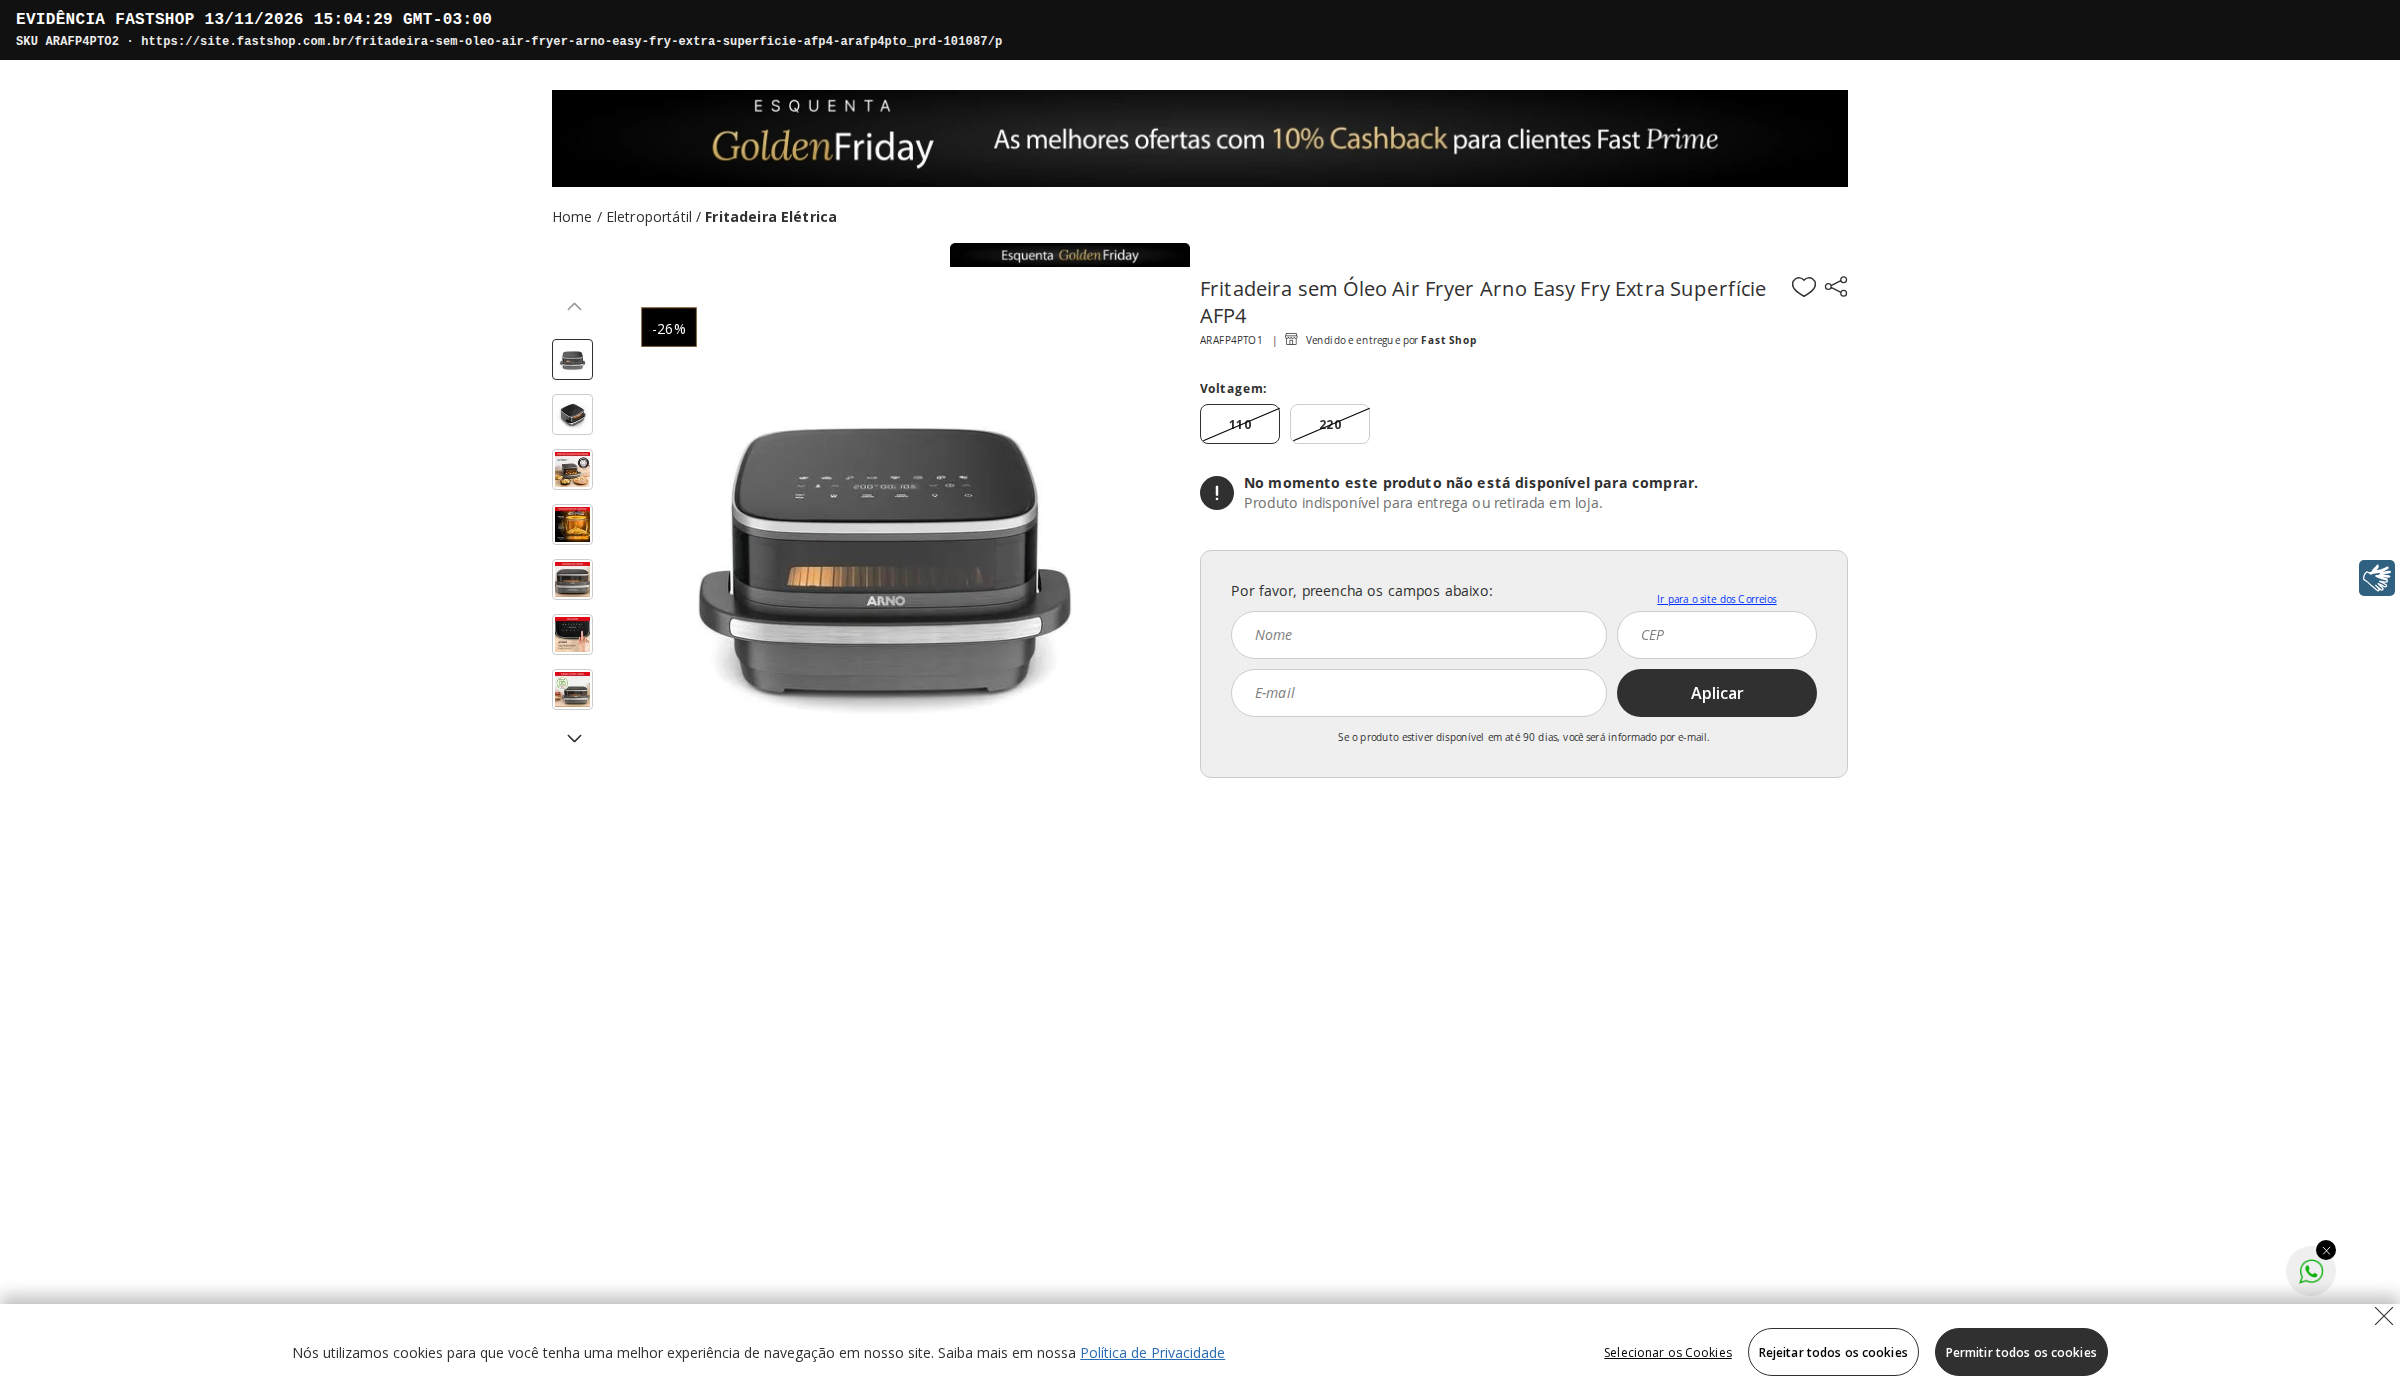 EVIDÊNCIA FASTSHOP 13/11/2026 15:04:29 GMT-03:00
SKU ARAFP4PTO2 · https://site.fastshop.com.br/fritadeira-sem-oleo-air-fryer-arno-easy-fry-extra-superficie-afp4-arafp4pto_prd-101087/p
ESQUENTA
GoldenFriday
As melhores ofertas com 10% Cashback para clientes Fast Prime
Home / Eletroportátil / Fritadeira Elétrica
Esquenta GoldenFriday
Fritadeira sem Óleo Air Fryer Arno Easy Fry Extra Superfície
AFP4
ARAFP4PTO1 | Vendido e entregue por Fast Shop
-26%
Voltagem:
110
220
No momento este produto não está disponível para comprar.
Produto indisponível para entrega ou retirada em loja.
ARNO
Por favor, preencha os campos abaixo:
Ir para o site dos Correios
Nome
CEP
E-mail
Aplicar
Se o produto estiver disponível em até 90 dias, você será informado por e-mail.
Nós utilizamos cookies para que você tenha uma melhor experiência de navegação em nosso site. Saiba mais em nossa Política de Privacidade
Selecionar os Cookies
Rejeitar todos os cookies
Permitir todos os cookies